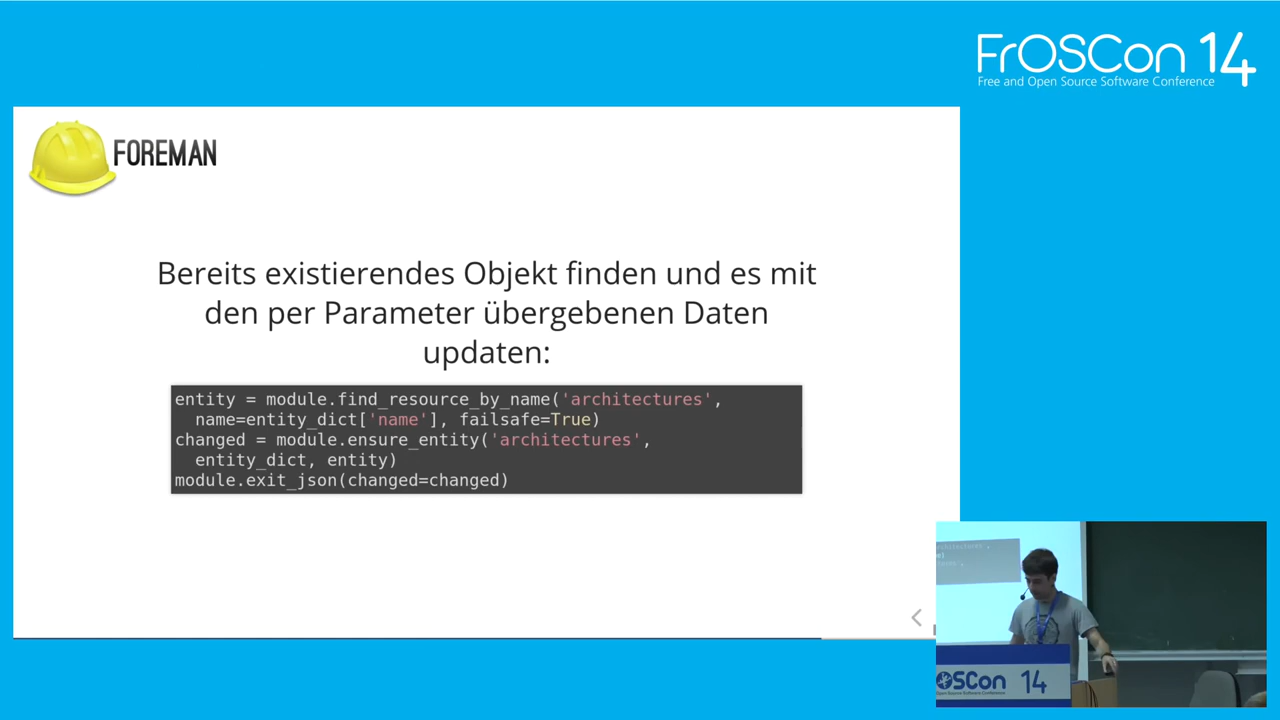 FrOSCon 14
Free and Open Source Software Conference
FOREMAN
Bereits existierendes Objekt finden und es mit
den per Parameter übergebenen Daten
updaten:
entity = module.find_resource_by_name('architectures',
name=entity_dict['name'], failsafe=True)
changed = module.ensure_entity('architectures',
entity_dict, entity)
module.exit_json(changed=changed)
OSCon 14